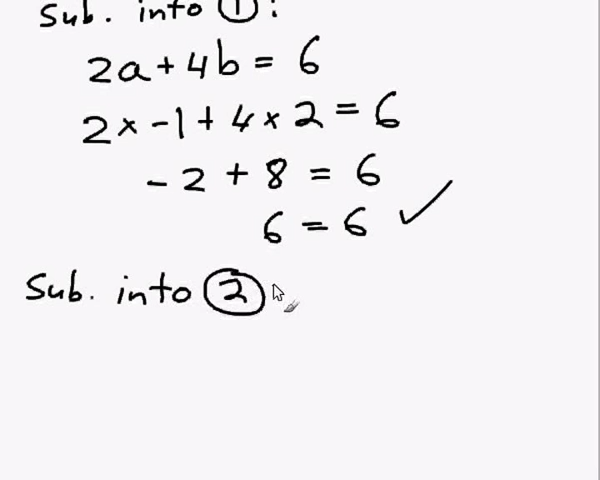 Sub. into ①:
2a + 4b = 6
2 × -1 + 4 × 2 = 6
-2 + 8 = 6
6 = 6 ✓
Sub. into ②